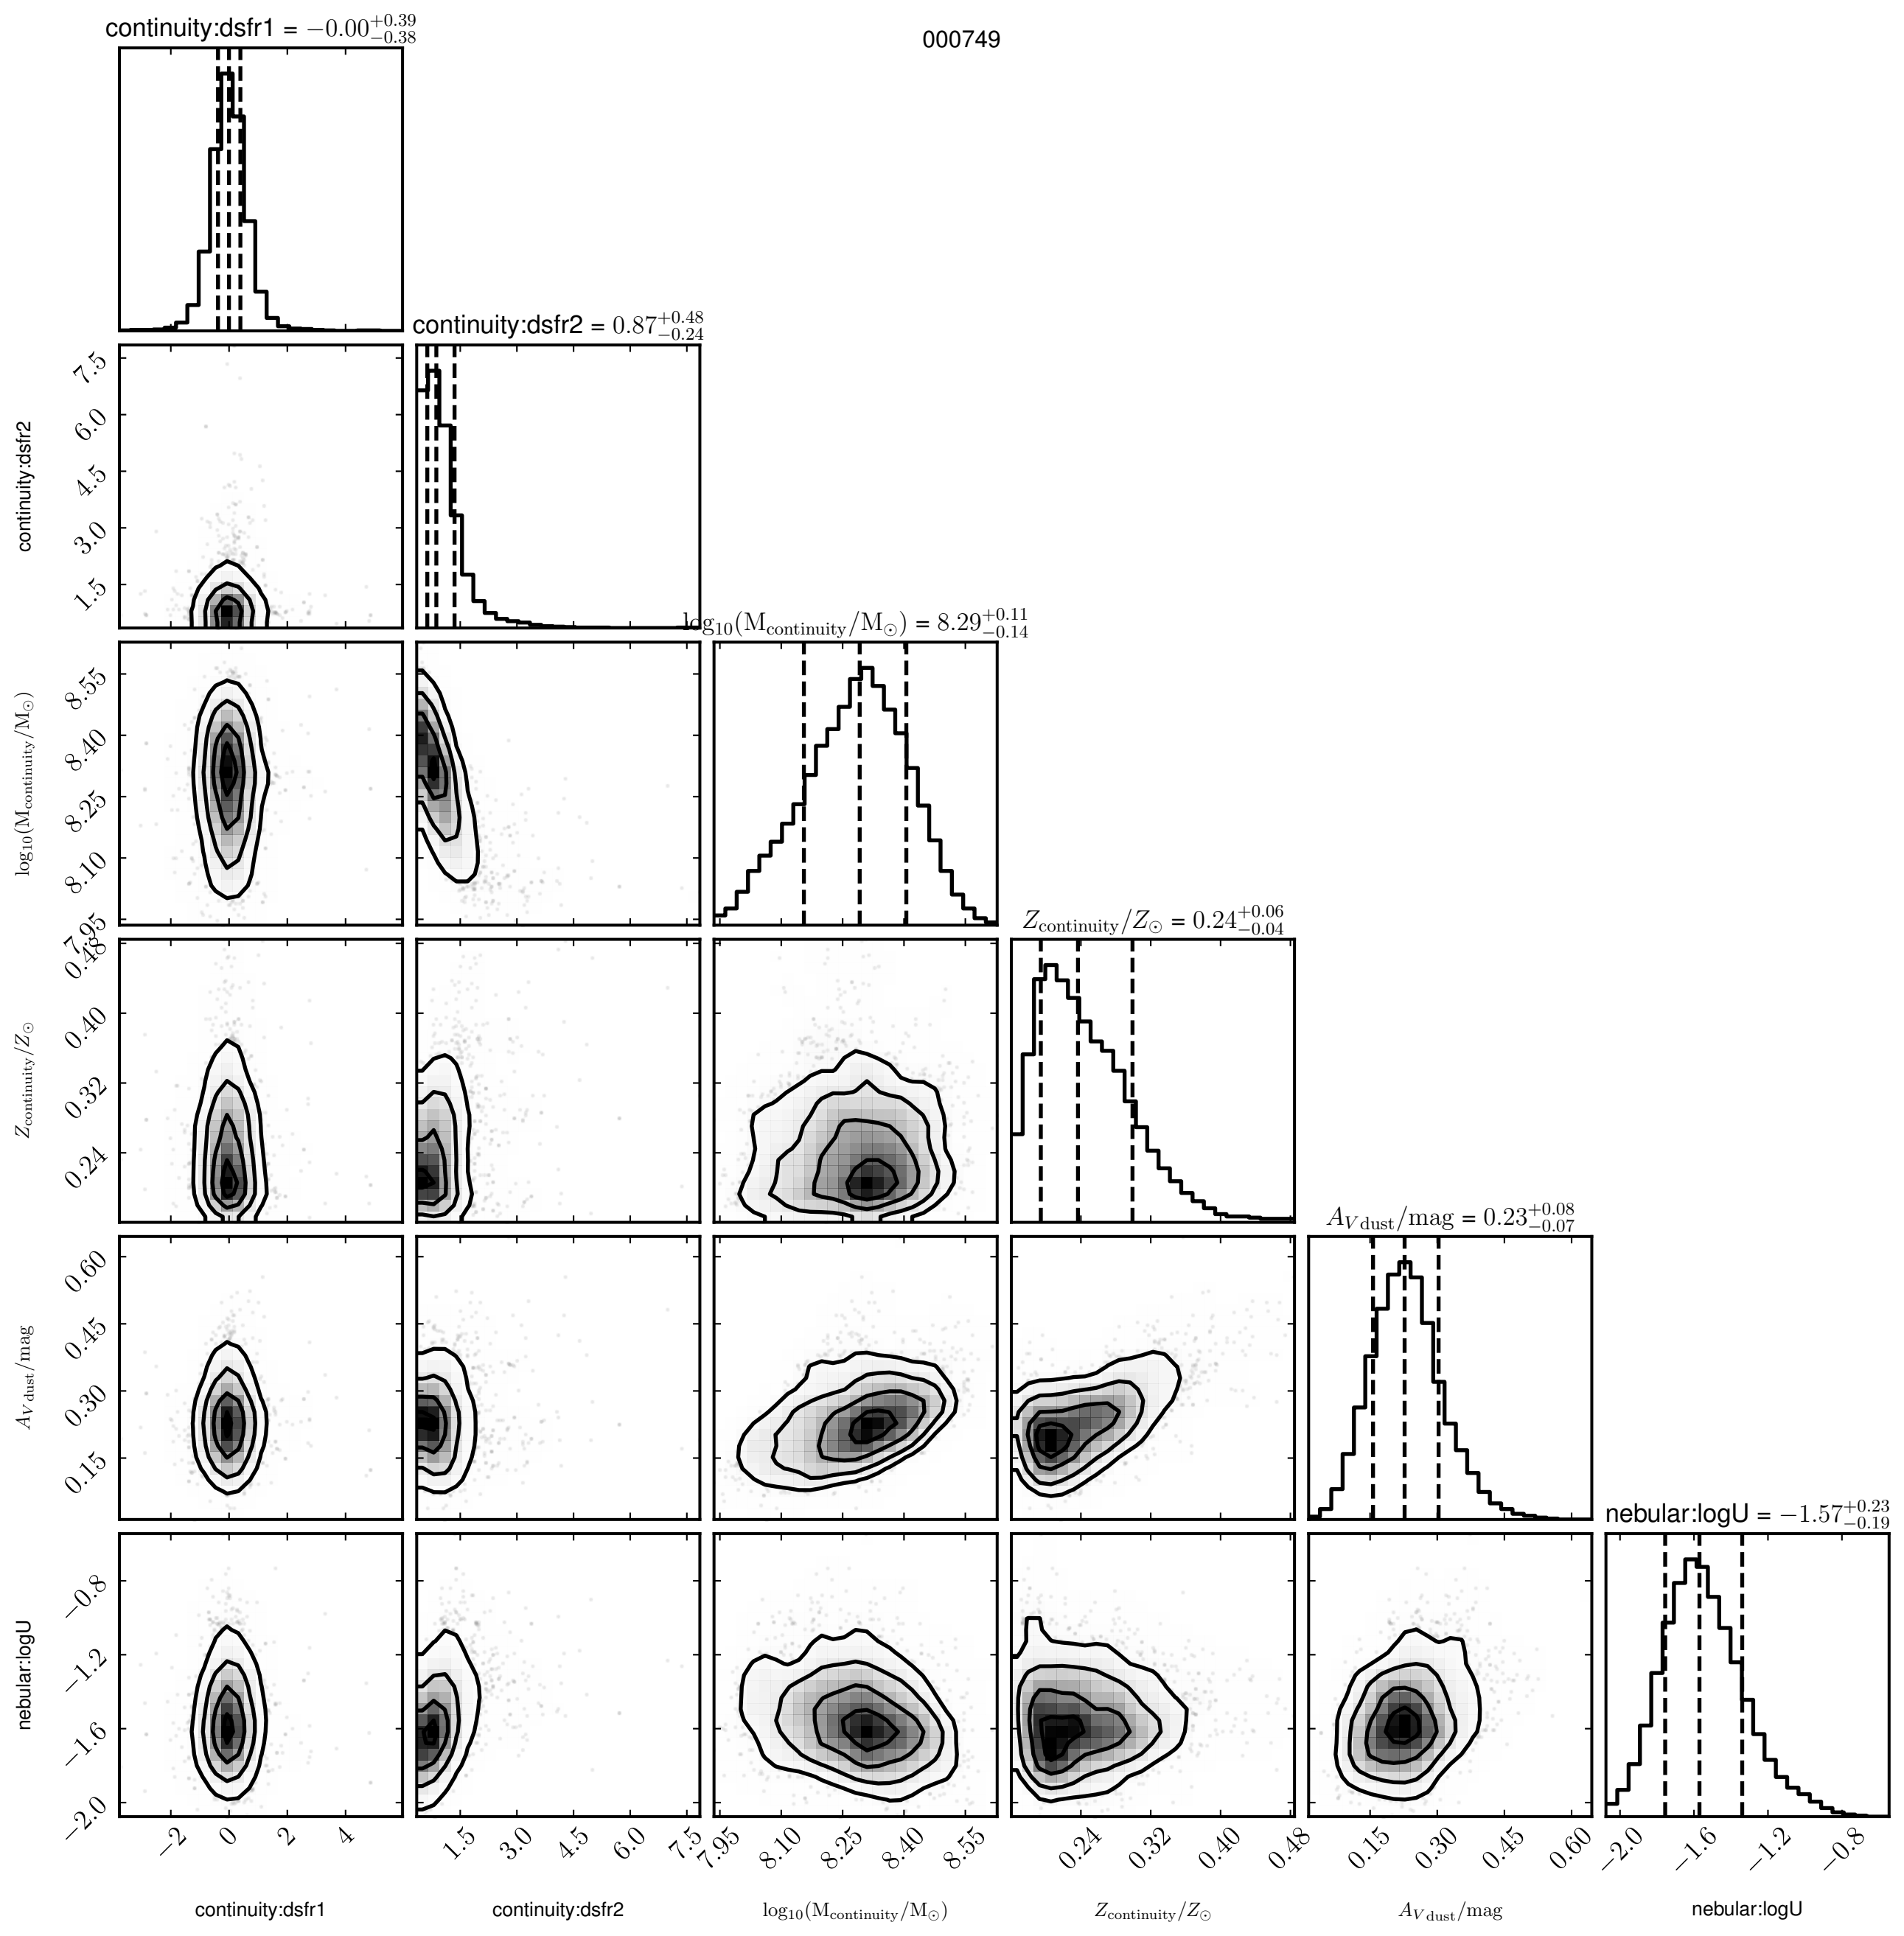 000749
continuity:dsfr1 = −0.00+0.39−0.38
continuity:dsfr2 = 0.87+0.48−0.24
log10(Mcontinuity/M⊙) = 8.29+0.11−0.14
Zcontinuity/Z⊙ = 0.24+0.06−0.04
AV dust/mag = 0.23+0.08−0.07
nebular:logU = −1.57+0.23−0.19
continuity:dsfr2
7.5
6.0
4.5
3.0
1.5
log10(Mcontinuity/M⊙)
8.55
8.40
8.25
8.10
7.95
Zcontinuity/Z⊙
0.48
0.40
0.32
0.24
AV dust/mag
0.60
0.45
0.30
0.15
nebular:logU
−0.8
−1.2
−1.6
−2.0
−2 0 2 4
1.5 3.0 4.5 6.0 7.5
7.95 8.10 8.25 8.40 8.55
0.24 0.32 0.40 0.48
0.15 0.30 0.45 0.60
−2.0 −1.6 −1.2 −0.8
continuity:dsfr1
continuity:dsfr2
log10(Mcontinuity/M⊙)
Zcontinuity/Z⊙
AV dust/mag
nebular:logU